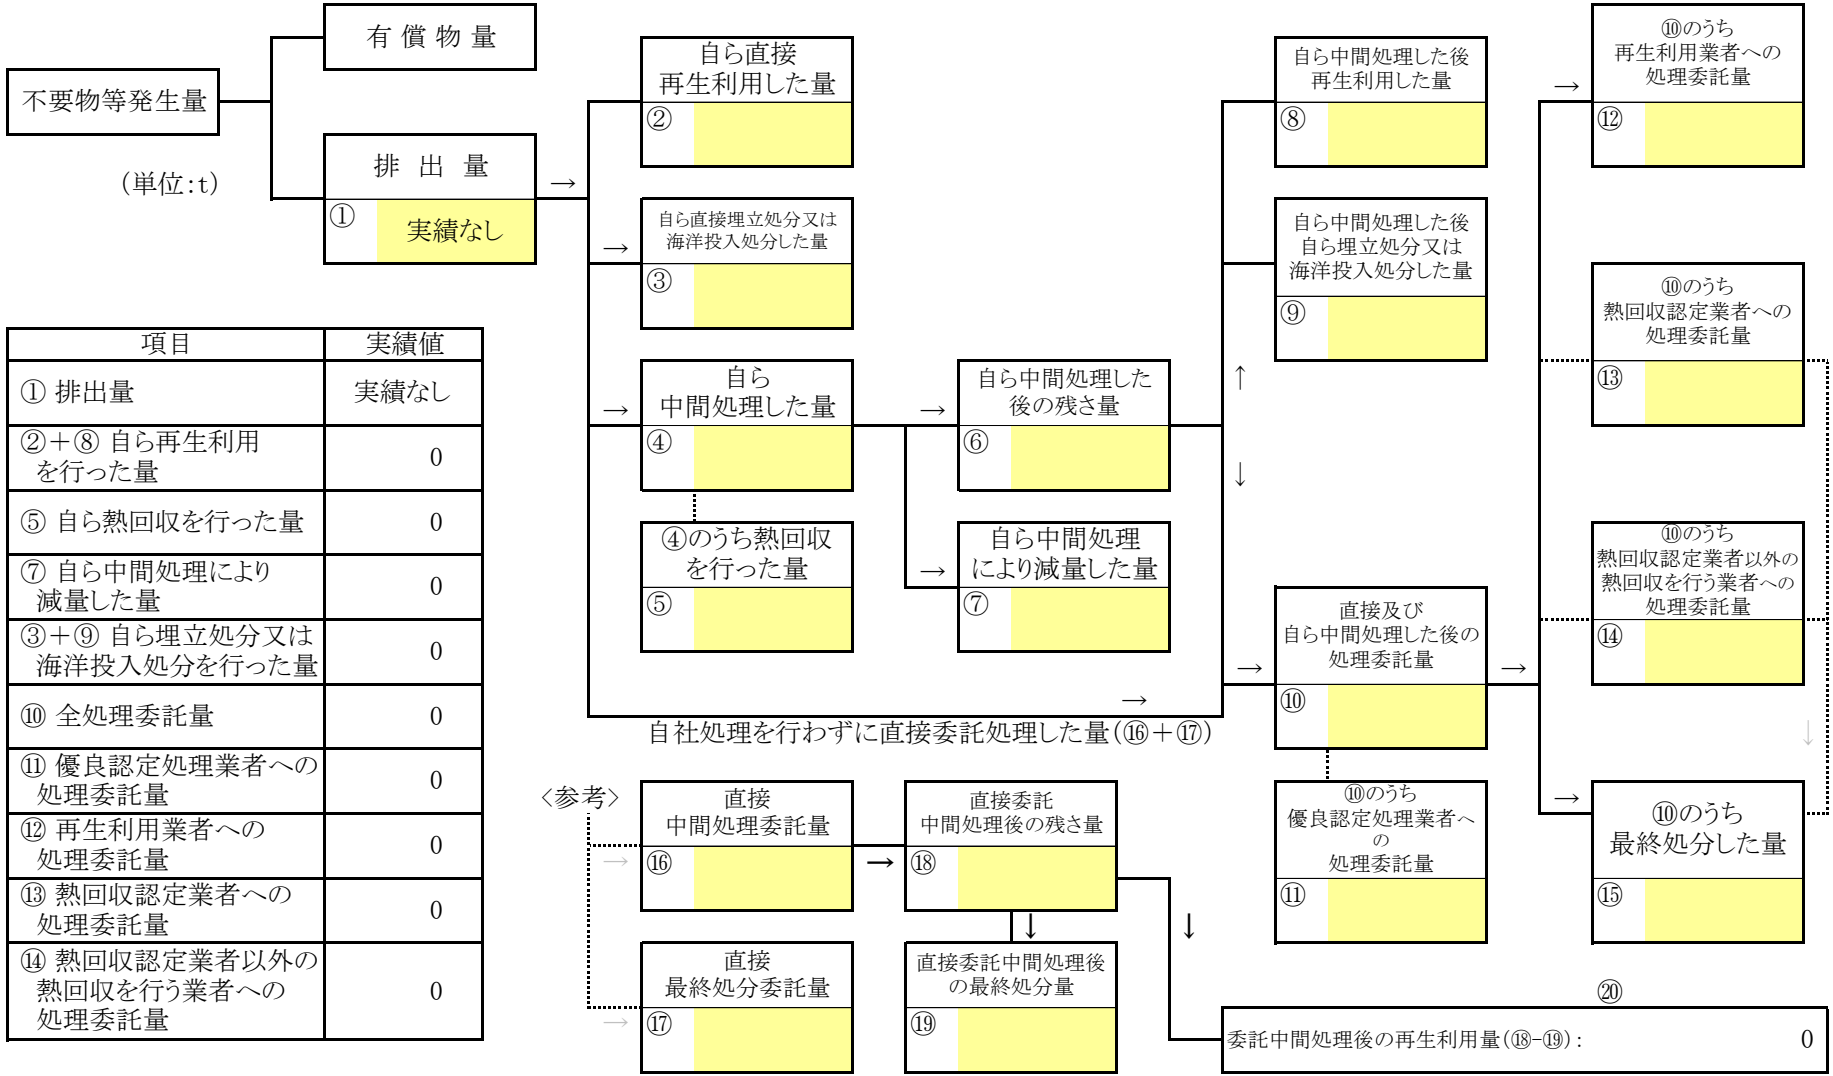 有 償 物 量
不要物等発生量
(単位:t)
排 出 量
→
①
実績なし
自ら直接
再生利用した量
②
→
自ら直接埋立処分又は
海洋投入処分した量
③
→
自ら
中間処理した量
④
④のうち熱回収
を行った量
⑤
→
自ら中間処理した
後の残さ量
⑥
→
自ら中間処理
により減量した量
⑦
自ら中間処理した後
再生利用した量
⑧
自ら中間処理した後
自ら埋立処分又は
海洋投入処分した量
⑨
↑
↓
→
直接及び
自ら中間処理した後の
処理委託量
⑩
→
→
自社処理を行わずに直接委託処理した量(⑯+⑰)
⑩のうち
優良認定処理業者へ
の
処理委託量
⑪
→
⑩のうち
再生利用業者への
処理委託量
⑫
⑩のうち
熱回収認定業者への
処理委託量
⑬
⑩のうち
熱回収認定業者以外の
熱回収を行う業者への
処理委託量
⑭
↓
→
⑩のうち
最終処分した量
⑮
項目 実績値
① 排出量 実績なし
②+⑧ 自ら再生利用
を行った量 0
⑤ 自ら熱回収を行った量 0
⑦ 自ら中間処理により
減量した量 0
③+⑨ 自ら埋立処分又は
海洋投入処分を行った量 0
⑩ 全処理委託量 0
⑪ 優良認定処理業者への
処理委託量 0
⑫ 再生利用業者への
処理委託量 0
⑬ 熱回収認定業者への
処理委託量 0
⑭ 熱回収認定業者以外の
熱回収を行う業者への
処理委託量 0
〈参考〉
→
直接
中間処理委託量
⑯
→
直接委託
中間処理後の残さ量
⑱
↓
↓
→
直接
最終処分委託量
⑰
直接委託中間処理後
の最終処分量
⑲
⑳
委託中間処理後の再生利用量(⑱-⑲): 0